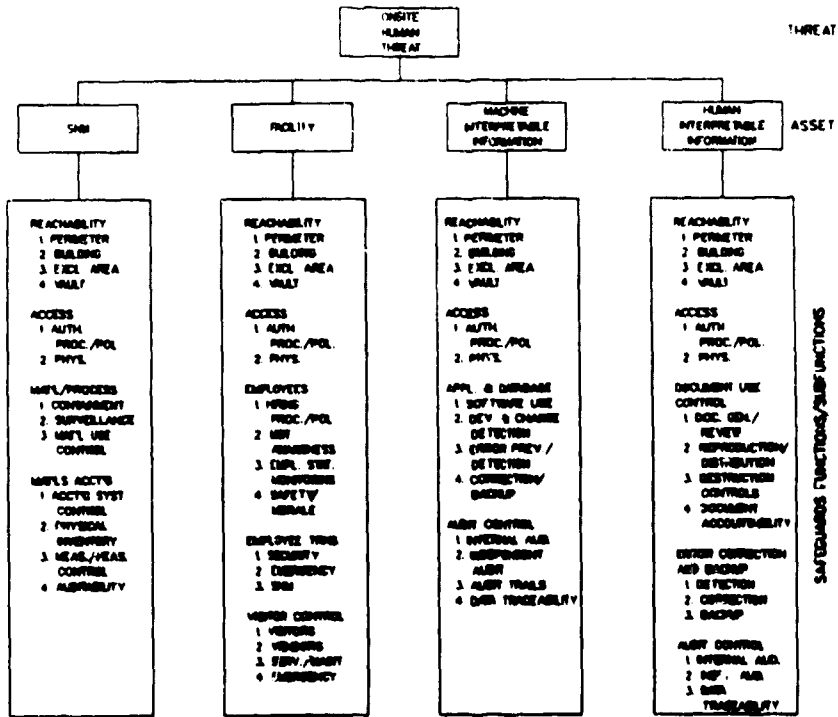 ONSITE
HUMAN
THREAT
THREAT
SNM
FACILITY
MACHINE
INTERPRETABLE
INFORMATION
HUMAN
INTERPRETABLE
INFORMATION
ASSET
REACHABILITY
1. PERIMETER
2 BUILDING
3. EXCL. AREA
4. VAULT
ACCESS
1 AUTH.
PROC./POL
2. PHYS.
MAT'L/PROCESS
1 CONTAINMENT
2. SURVEILLANCE
3 MAT'L USE
CONTROL
MAT'LS ACCT'G
1 ACCT'G SYST
CONTROL
2. PHYSICAL
INVENTORY
3. MEAS./MEAS.
CONTROL
4 AUDITABILITY
REACHABILITY
1. PERIMETER
2 BUILDING
3. EXCL. AREA
4. VAULT
ACCESS
1. AUTH
PROC./POL.
2. PHYS.
EMPLOYEES
1. HIRING
PROC./POL
2. MGT
AWARENESS
3. EMPL. STAT.
MONITORING
4. SAFETY/
MORALE
EMPLOYEE TRNG
1. SECURITY
2. EMERGENCY
3. SNM
VISITOR CONTROL
1 VISITORS
2. VENDORS
3. SERV./MAINT
4 EMERGENCY
REACHABILITY
1. PERIMETER
2. BUILDING
3. EXCL. AREA
4. VAULT
ACCESS
1 AUTH.
PROC./POL
2. PHYS.
APPL. & DATABASE
1. SOFTWARE USE
2. DEV. & CHANGE
DETECTION
3. ERROR PREV./
DETECTION
4. CORRECTION/
BACKUP
AUDIT CONTROL
1. INTERNAL AUD.
2. INDEPENDENT
AUDIT
3. AUDIT TRAILS
4 DATA TRACEABILITY
REACHABILITY
1. PERIMETER
2. BUILDING
3. EXCL. AREA
4. VAULT
ACCESS
1. AUTH
PROC./POL.
2. PHYS.
DOCUMENT USE
CONTROL
1 DOC. GEN./
REVIEW
2 REPRODUCTION/
DISTRIBUTION
3. DESTRUCTION
CONTROLS
4 DOCUMENT
ACCOUNTABILITY
ERROR CORRECTION
AND BACKUP
1 DETECTION
2. CORRECTION
3. BACKUP
AUDIT CONTROL
1 INTERNAL AUD.
2. AUD.
3. DATA
TRACEABILITY
SAFEGUARDS FUNCTIONS/SUBFUNCTIONS